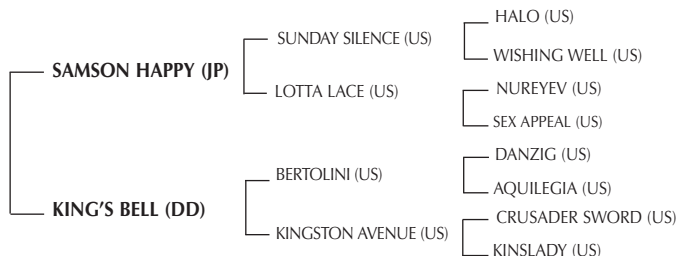 HALO (US)
SUNDAY SILENCE (US)
WISHING WELL (US)
SAMSON HAPPY (JP)
LOTTA LACE (US)
NUREYEV (US)
SEX APPEAL (US)
DANZIG (US)
BERTOLINI (US)
AQUILEGIA (US)
KING'S BELL (DD)
CRUSADER SWORD (US)
KINGSTON AVENUE (US)
KINSLADY (US)